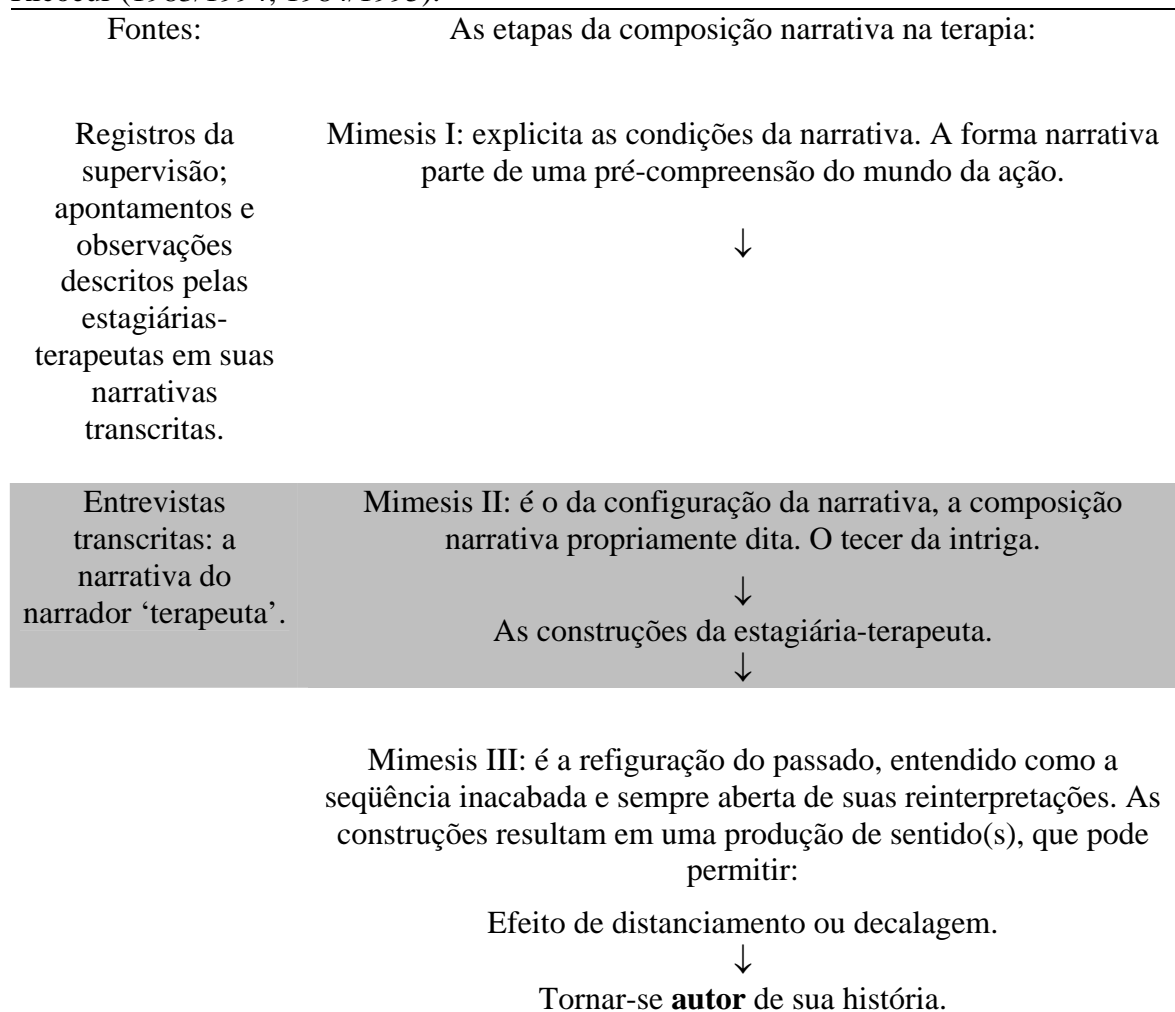 Ricoeur (1983/1994; 1984/1995).
Fontes:
As etapas da composição narrativa na terapia:
Registros da
supervisão;
apontamentos e
observações
descritos pelas
estagiárias-
terapeutas em suas
narrativas
transcritas.
Mimesis I: explicita as condições da narrativa. A forma narrativa
parte de uma pré-compreensão do mundo da ação.
↓
Entrevistas
transcritas: a
narrativa do
narrador ‘terapeuta’.
Mimesis II: é o da configuração da narrativa, a composição
narrativa propriamente dita. O tecer da intriga.
↓
As construções da estagiária-terapeuta.
↓
Mimesis III: é a refiguração do passado, entendido como a
seqüência inacabada e sempre aberta de suas reinterpretações. As
construções resultam em uma produção de sentido(s), que pode
permitir:
Efeito de distanciamento ou decalagem.
↓
Tornar-se autor de sua história.